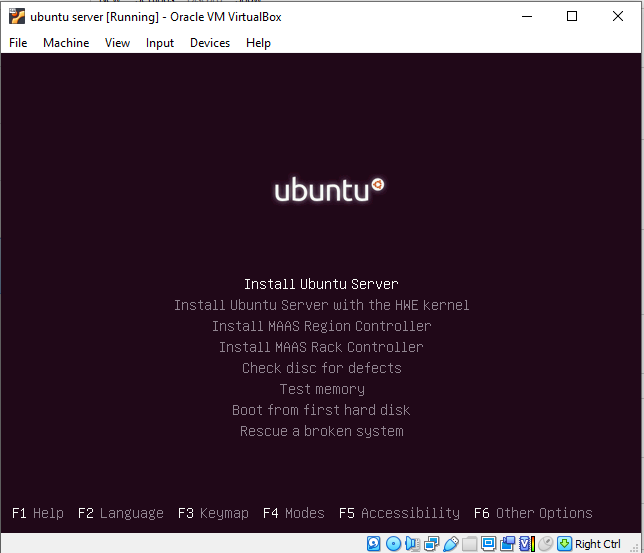 ubuntu server [Running] - Oracle VM VirtualBox
File Machine View Input Devices Help
ubuntu
Install Ubuntu Server
Install Ubuntu Server with the HWE kernel
Install MAAS Region Controller
Install MAAS Rack Controller
Check disc for defects
Test memory
Boot from first hard disk
Rescue a broken system
F1 Help F2 Language F3 Keymap F4 Modes F5 Accessibility F6 Other Options
Right Ctrl